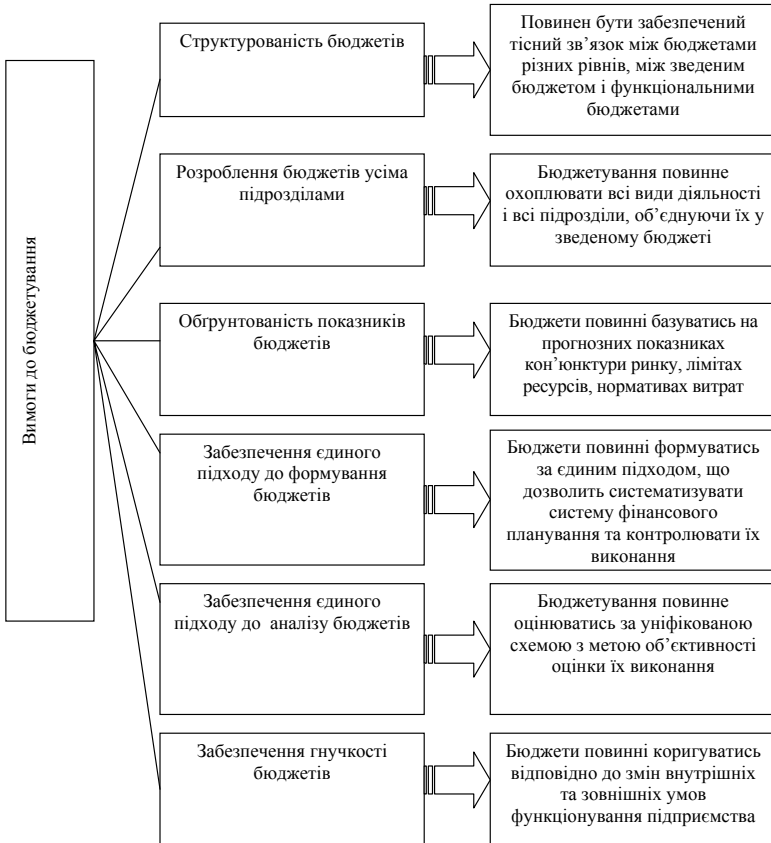 Вимоги до бюджетування
Структурованість бюджетів
Повинен бути забезпечений
тісний зв’язок між бюджетами
різних рівнів, між зведеним
бюджетом і функціональними
бюджетами
Розроблення бюджетів усіма
підрозділами
Бюджетування повинне
охоплювати всі види діяльності
і всі підрозділи, об’єднуючи їх у
зведеному бюджеті
Обґрунтованість показників
бюджетів
Бюджети повинні базуватись на
прогнозних показниках
кон’юнктури ринку, лімітах
ресурсів, нормативах витрат
Забезпечення єдиного
підходу до формування
бюджетів
Бюджети повинні формуватись
за єдиним підходом, що
дозволить систематизувати
систему фінансового
планування та контролювати їх
виконання
Забезпечення єдиного
підходу до аналізу бюджетів
Бюджетування повинне
оцінюватись за уніфікованою
схемою з метою об’єктивності
оцінки їх виконання
Забезпечення гнучкості
бюджетів
Бюджети повинні коригуватись
відповідно до змін внутрішніх
та зовнішніх умов
функціонування підприємства